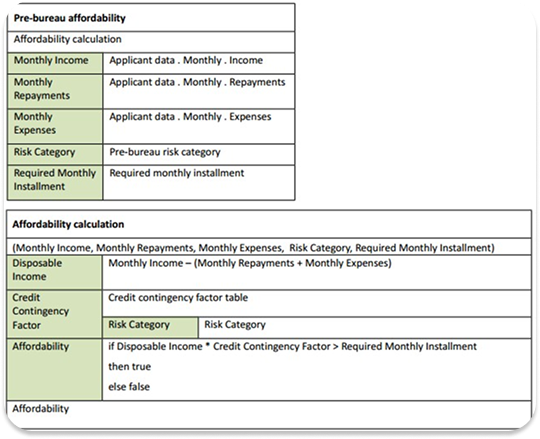 Pre-bureau affordability
Affordability calculation
Monthly Income Applicant data . Monthly . Income
Monthly Applicant data . Monthly . Repayments
Repayments
Monthly Applicant data . Monthly . Expenses
Expenses
Risk Category Pre-bureau risk category
Required Monthly Required monthly installment
Installment
Affordability calculation
(Monthly Income, Monthly Repayments, Monthly Expenses, Risk Category, Required Monthly Installment)
Disposable Monthly Income – (Monthly Repayments + Monthly Expenses)
Income
Credit Credit contingency factor table
Contingency
Factor Risk Category Risk Category
Affordability if Disposable Income * Credit Contingency Factor > Required Monthly Installment
then true
else false
Affordability